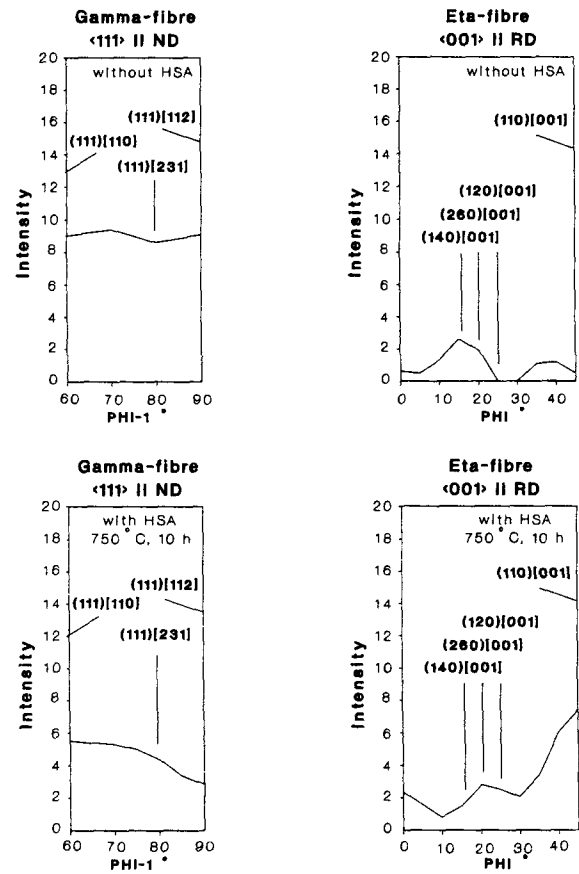 Gamma-fibre
<111> II ND
20
18
16
14
12
10
8
6
4
2
0
Intensity
without HSA
(111)[112]
(111)[110]
(111)[231]
60 70 80 90
PHI-1 °
Eta-fibre
<001> II RD
20
18
16
14
12
10
8
6
4
2
0
Intensity
without HSA
(110)[001]
(120)[001]
(260)[001]
(140)[001]
0 10 20 30 40
PHI °
Gamma-fibre
<111> II ND
20
18
16
14
12
10
8
6
4
2
0
Intensity
with HSA
750° C, 10 h
(111)[112]
(111)[110]
(111)[231]
60 70 80 90
PHI-1 °
Eta-fibre
<001> II RD
20
18
16
14
12
10
8
6
4
2
0
Intensity
with HSA
750° C, 10 h
(110)[001]
(120)[001]
(260)[001]
(140)[001]
0 10 20 30 40
PHI °